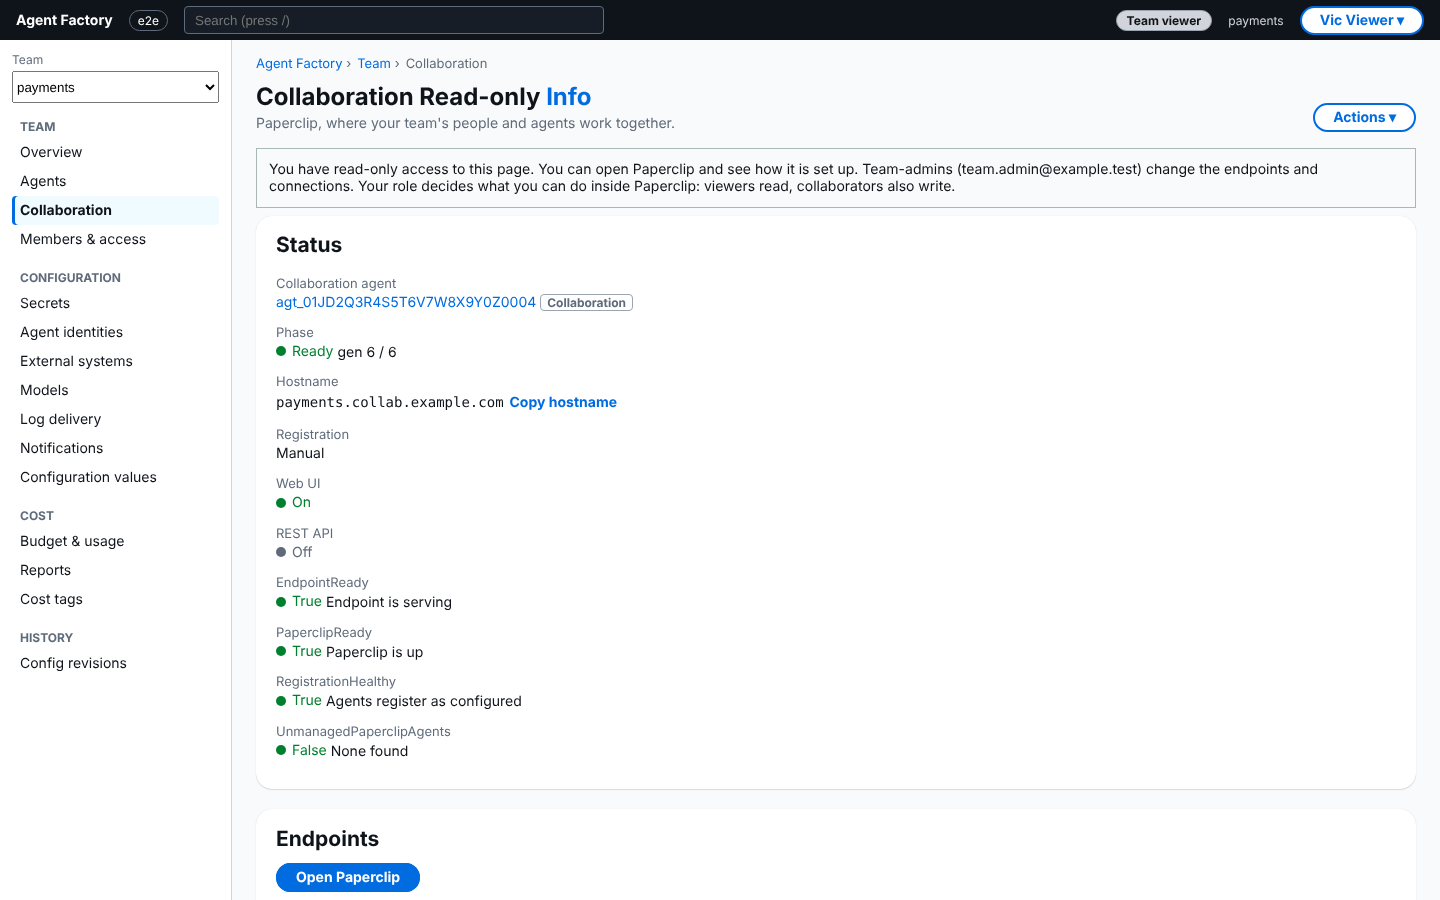 Agent Factory e2e Search (press /) Team viewer payments Vic Viewer ▾
Team
payments
TEAM
Overview
Agents
Collaboration
Members & access
CONFIGURATION
Secrets
Agent identities
External systems
Models
Log delivery
Notifications
Configuration values
COST
Budget & usage
Reports
Cost tags
HISTORY
Config revisions
Agent Factory › Team › Collaboration
Collaboration Read-only Info
Paperclip, where your team's people and agents work together.
Actions ▾
You have read-only access to this page. You can open Paperclip and see how it is set up. Team-admins (team.admin@example.test) change the endpoints and
connections. Your role decides what you can do inside Paperclip: viewers read, collaborators also write.
Status
Collaboration agent
agt_01JD2Q3R4S5T6V7W8X9Y0Z0004 Collaboration
Phase
Ready gen 6 / 6
Hostname
payments.collab.example.com Copy hostname
Registration
Manual
Web UI
On
REST API
Off
EndpointReady
True Endpoint is serving
PaperclipReady
True Paperclip is up
RegistrationHealthy
True Agents register as configured
UnmanagedPaperclipAgents
False None found
Endpoints
Open Paperclip